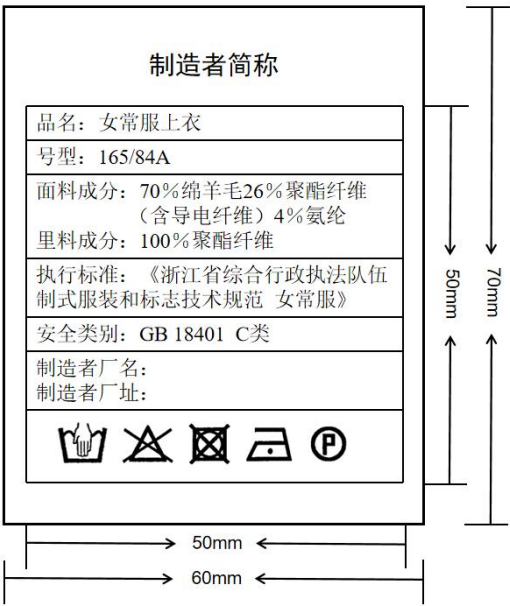 制造者简称
品名：女常服上衣
号型：165/84A
面料成分：70％绵羊毛26％聚酯纤维
（含导电纤维）4％氨纶
里料成分：100％聚酯纤维
执行标准：《浙江省综合行政执法队伍
制式服装和标志技术规范 女常服》
安全类别：GB 18401 C类
制造者厂名：
制造者厂址：
P
50mm
70mm
50mm
60mm